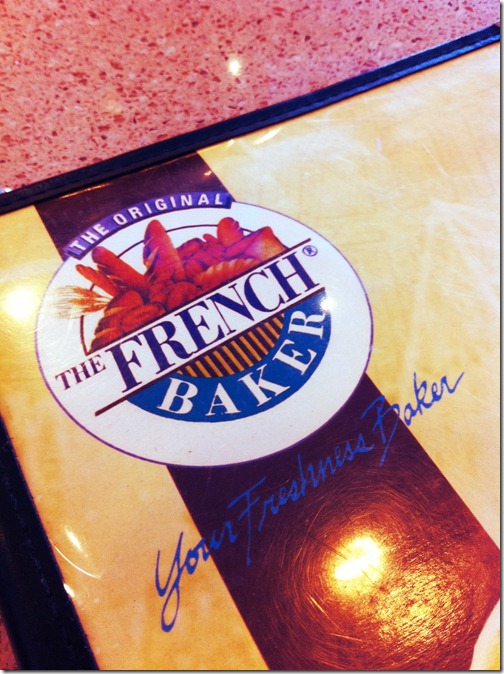 THE ORIGINAL
THE FRENCH®
BAKER
Your Freshness Baker